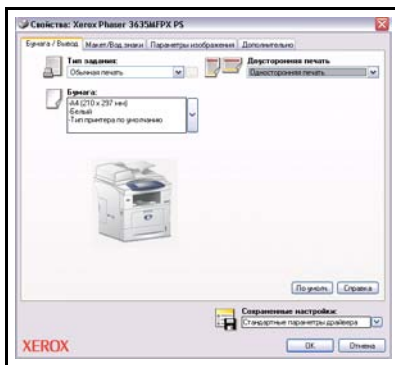 Свойства: Xerox Phaser 3635MFPX PS
Бумага / Вывод Макет/Вод.знаки Параметры изображения Дополнительно
Тип задания:
Обычная печать
Двусторонняя печать
Односторонняя печать
Бумага:
-A4 (210 x 297 мм)
-Белый
-Тип принтера по умолчанию
По умолч. Справка
Сохраненные настройки:
Стандартные параметры драйвера
XEROX
OK Отмена